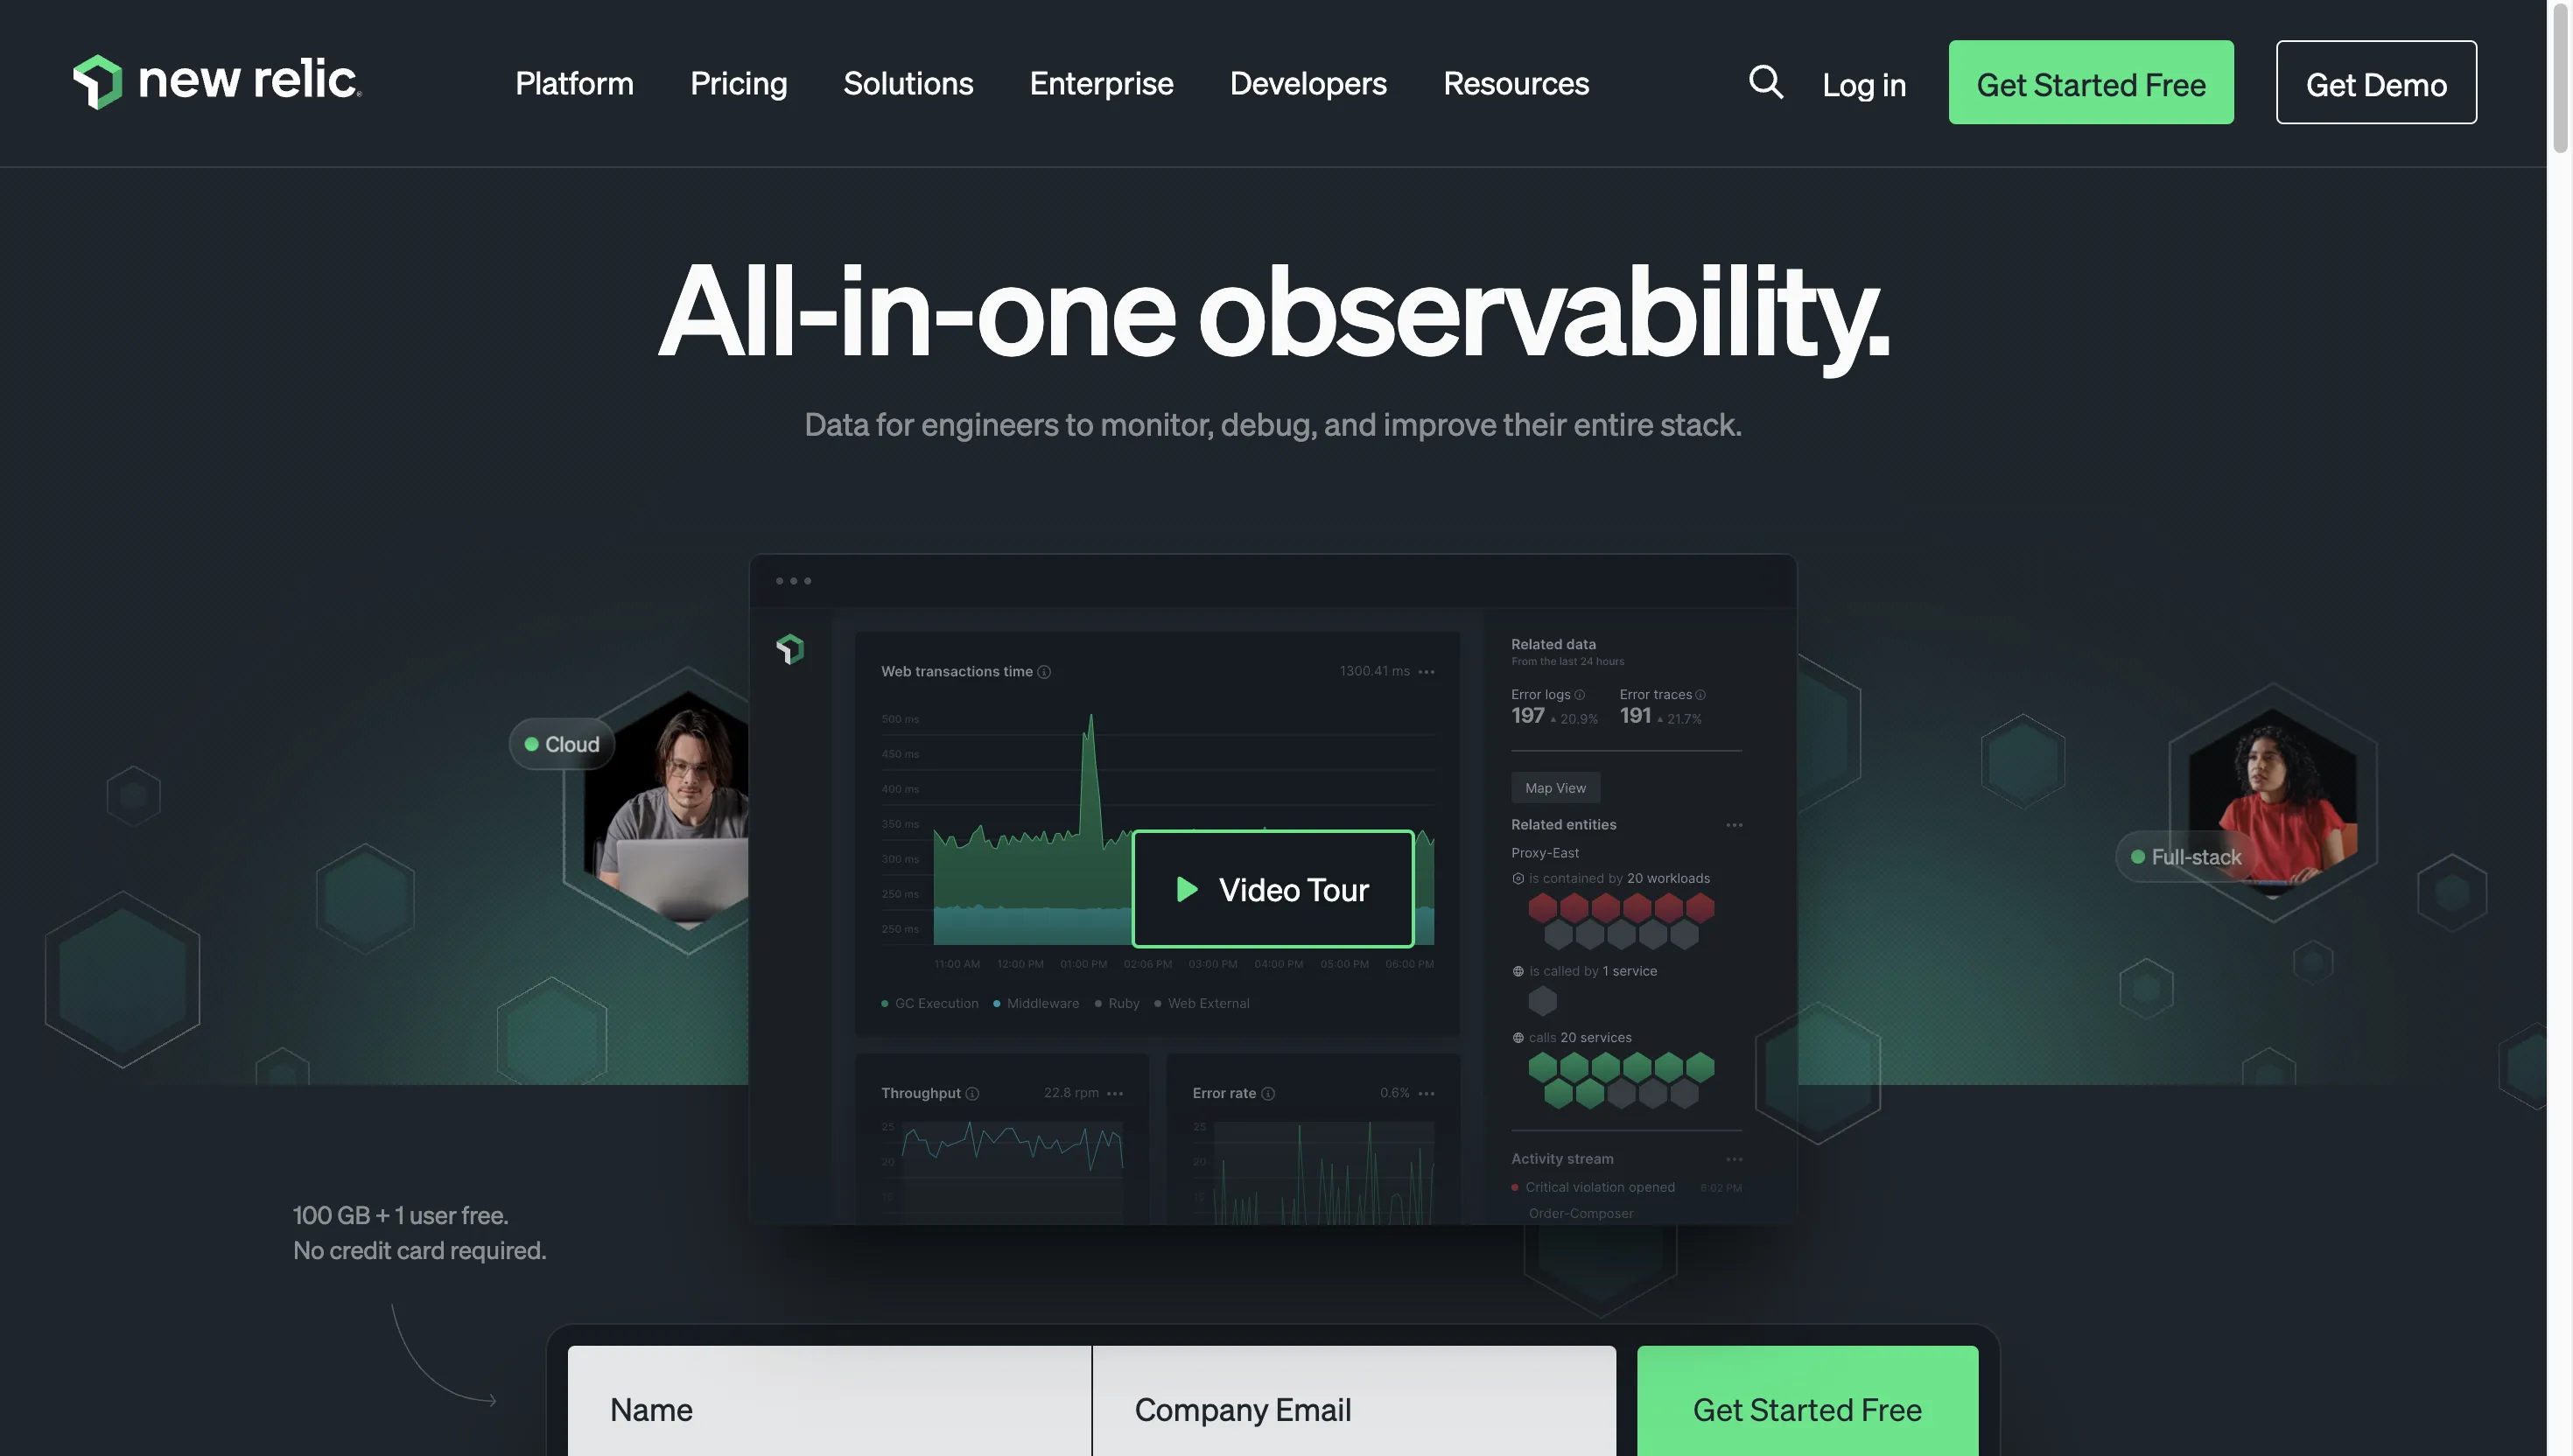 new relic
Platform
Pricing
Solutions
Enterprise
Developers
Resources
Log in
Get Started Free
Get Demo
All-in-one observability.
Data for engineers to monitor, debug, and improve their entire stack.
Cloud
Full-stack
Web transactions time
1300.41 ms
500 ms
450 ms
400 ms
350 ms
300 ms
250 ms
250 ms
11:00 AM 12:00 PM 01:00 PM 02:06 PM 03:00 PM 04:00 PM 05:00 PM 06:00 PM
GC Execution Middleware Ruby Web External
Video Tour
Throughput
22.8 rpm
25
20
15
Error rate
0.6%
25
20
15
Related data
From the last 24 hours
Error logs
197 ▲ 20.9%
Error traces
191 ▲ 21.7%
Map View
Related entities
Proxy-East
is contained by 20 workloads
is called by 1 service
calls 20 services
Activity stream
Critical violation opened 6:02 PM
Order-Composer
100 GB + 1 user free.
No credit card required.
Name
Company Email
Get Started Free